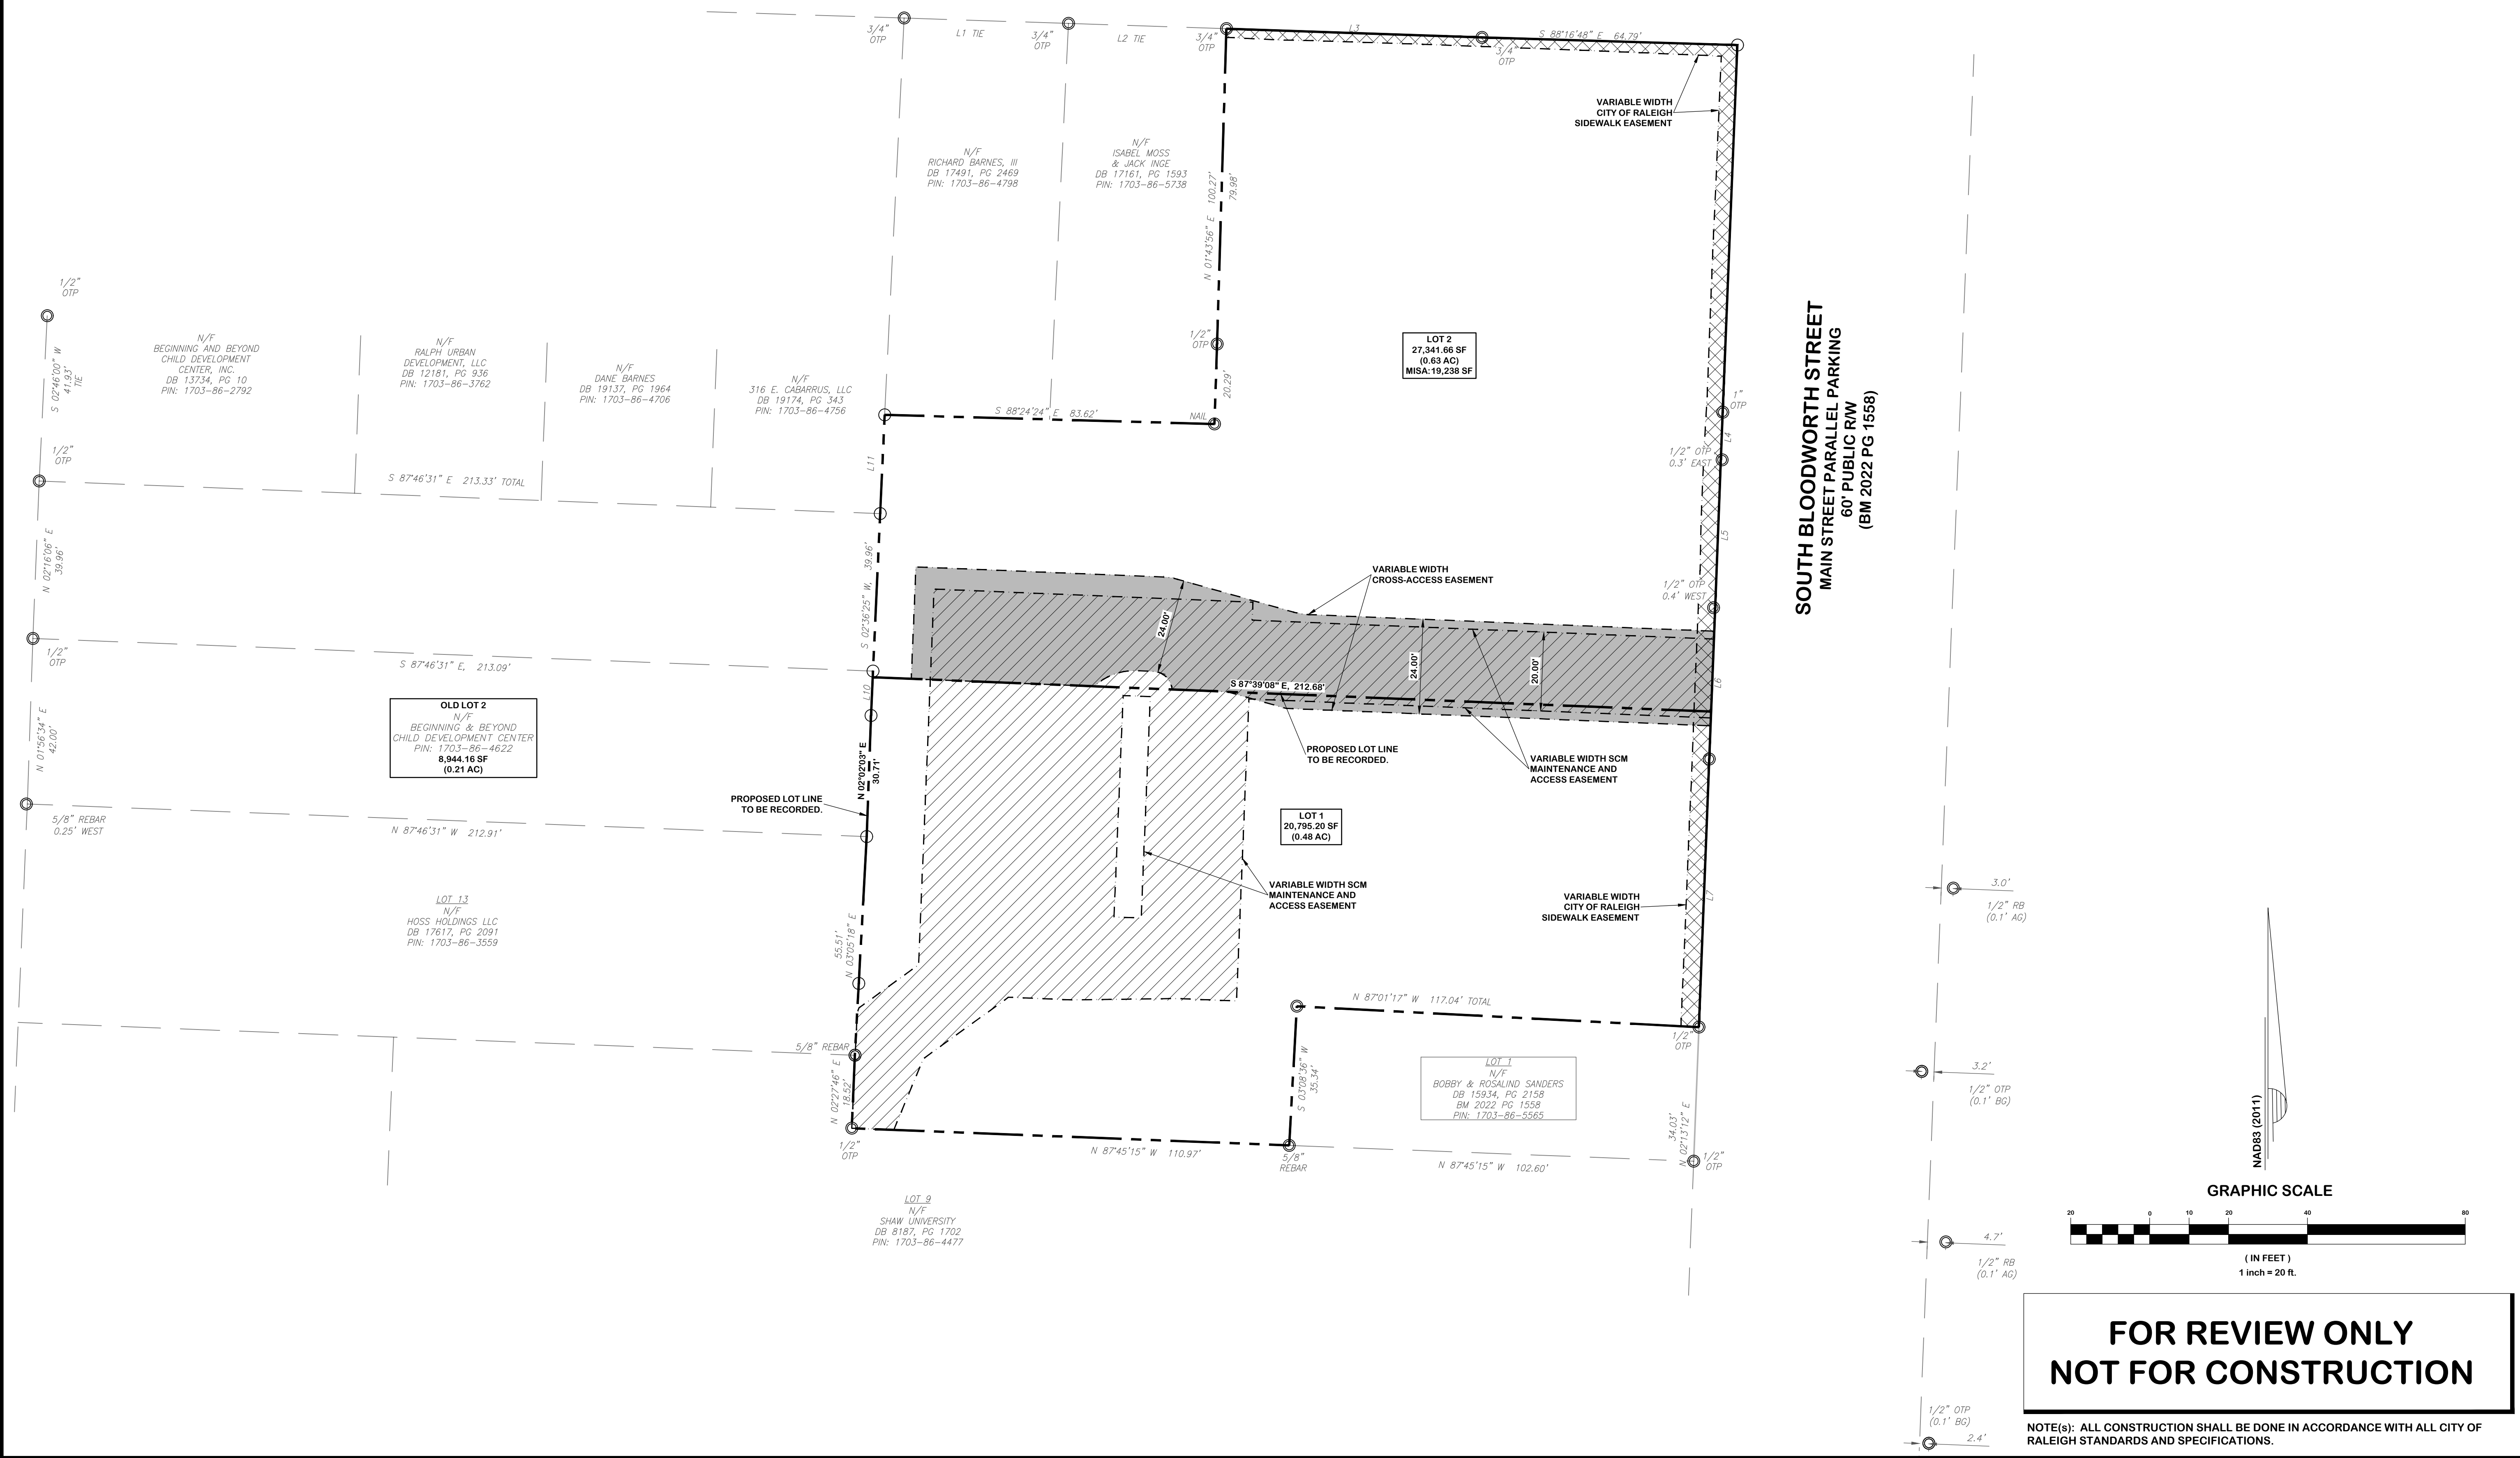 3/4"
OTP
L1 TIE
3/4"
OTP
L2 TIE
3/4"
OTP
L3
3/4"
OTP
S 88°16'48" E 64.79'
VARIABLE WIDTH
CITY OF RALEIGH
SIDEWALK EASEMENT
N/F
RICHARD BARNES, III
DB 17491, PG 2469
PIN: 1703-86-4798
N/F
ISABEL MOSS
& JACK INGE
DB 17161, PG 1593
PIN: 1703-86-5738
N 01°43'56" E 100.27'
79.98'
1/2"
OTP
20.29'
NAIL
S 88°24'24" E 83.62'
LOT 2
27,341.66 SF
(0.63 AC)
MISA: 19,238 SF
SOUTH BLOODWORTH STREET
MAIN STREET PARALLEL PARKING
60' PUBLIC R/W
(BM 2022 PG 1558)
1/2"
OTP
S 02°46'00" W
41.93'
TIE
1/2"
OTP
N/F
BEGINNING AND BEYOND
CHILD DEVELOPMENT
CENTER, INC.
DB 13734, PG 10
PIN: 1703-86-2792
N/F
RALPH URBAN
DEVELOPMENT, LLC
DB 12181, PG 936
PIN: 1703-86-3762
N/F
DANE BARNES
DB 19137, PG 1964
PIN: 1703-86-4706
N/F
316 E. CABARRUS, LLC
DB 19174, PG 343
PIN: 1703-86-4756
S 87°46'31" E 213.33' TOTAL
L11
1"
OTP
L4
1/2" OTP
0.3' EAST
L5
1/2" OTP
0.4' WEST
L6
L7
N 02°16'06" E
39.96'
1/2"
OTP
S 02°36'25" W, 39.96'
VARIABLE WIDTH
CROSS-ACCESS EASEMENT
24.00'
24.00'
20.00'
S 87°46'31" E, 213.09'
L10
S 87°39'08" E, 212.68'
OLD LOT 2
N/F
BEGINNING & BEYOND
CHILD DEVELOPMENT CENTER
PIN: 1703-86-4622
8,944.16 SF
(0.21 AC)
N 01°56'34" E
42.00'
N 02°02'03" E
30.71'
PROPOSED LOT LINE
TO BE RECORDED.
PROPOSED LOT LINE
TO BE RECORDED.
VARIABLE WIDTH SCM
MAINTENANCE AND
ACCESS EASEMENT
5/8" REBAR
0.25' WEST
N 87°46'31" W 212.91'
LOT 1
20,795.20 SF
(0.48 AC)
VARIABLE WIDTH SCM
MAINTENANCE AND
ACCESS EASEMENT
VARIABLE WIDTH
CITY OF RALEIGH
SIDEWALK EASEMENT
LOT 13
N/F
HOSS HOLDINGS LLC
DB 17617, PG 2091
PIN: 1703-86-3559
55.51'
N 03°05'18" E
N 87°01'17" W 117.04' TOTAL
1/2"
OTP
5/8" REBAR
N 02°27'46" E
18.52'
1/2"
OTP
S 03°08'36" W
35.34'
LOT 1
N/F
BOBBY & ROSALIND SANDERS
DB 15934, PG 2158
BM 2022 PG 1558
PIN: 1703-86-5565
34.03'
N 02°13'12" E
1/2"
OTP
N 87°45'15" W 110.97'
5/8"
REBAR
N 87°45'15" W 102.60'
LOT 9
N/F
SHAW UNIVERSITY
DB 8187, PG 1702
PIN: 1703-86-4477
3.0'
1/2" RB
(0.1' AG)
3.2'
1/2" OTP
(0.1' BG)
4.7'
1/2" RB
(0.1' AG)
1/2" OTP
(0.1' BG)
2.4'
NAD83 (2011)
GRAPHIC SCALE
20 0 10 20 40 80
( IN FEET )
1 inch = 20 ft.
FOR REVIEW ONLY
NOT FOR CONSTRUCTION
NOTE(s): ALL CONSTRUCTION SHALL BE DONE IN ACCORDANCE WITH ALL CITY OF
RALEIGH STANDARDS AND SPECIFICATIONS.